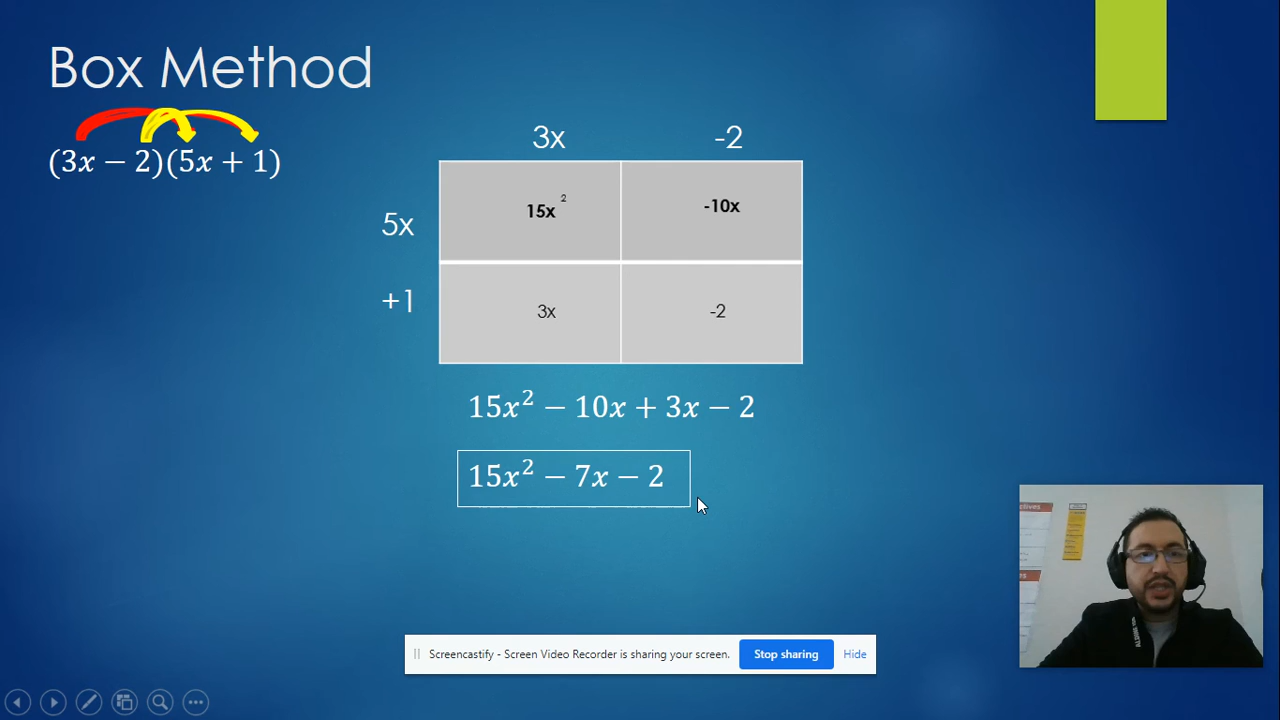 Box Method
(3x − 2)(5x + 1)
3x -2
5x 15x² -10x
+1 3x -2
15x² − 10x + 3x − 2
15x² − 7x − 2
Screencastify - Screen Video Recorder is sharing your screen. Stop sharing Hide